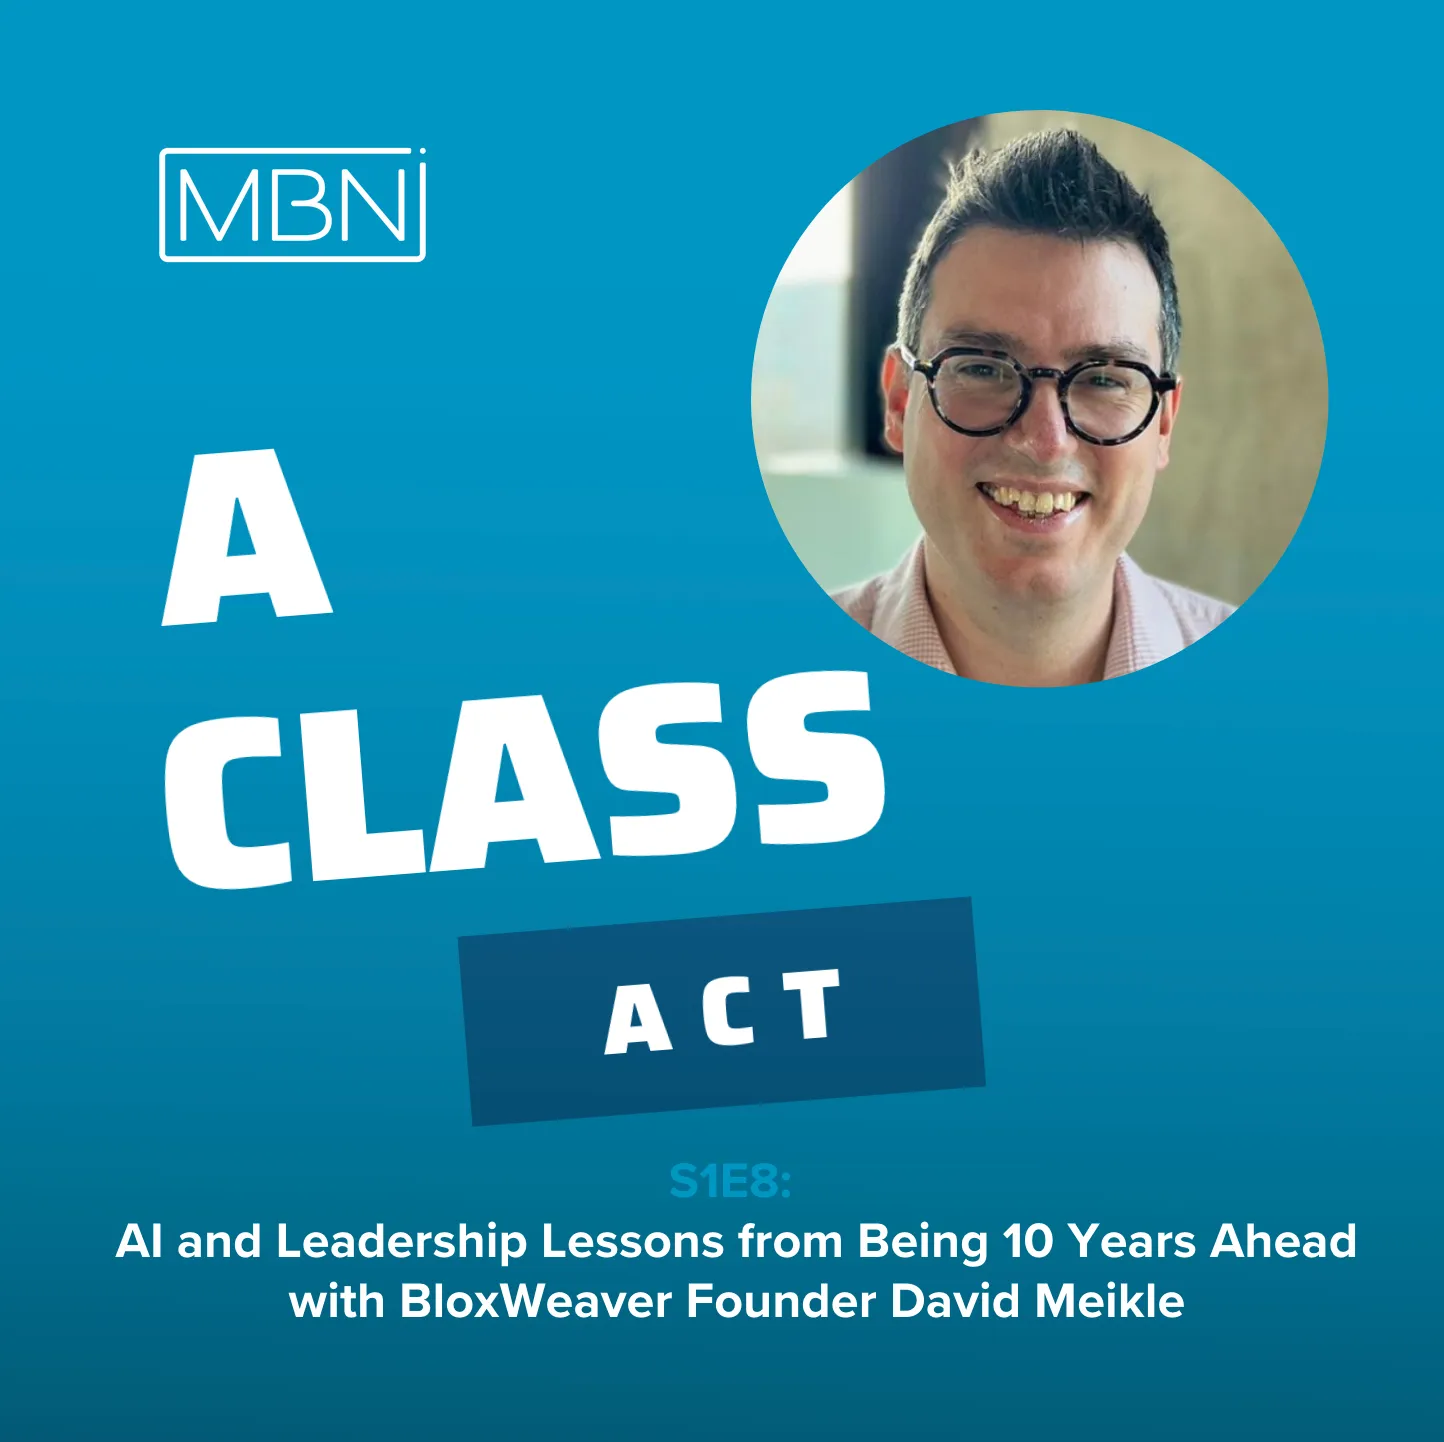 MBN
A
CLASS
ACT
S1E8:
AI and Leadership Lessons from Being 10 Years Ahead
with BloxWeaver Founder David Meikle